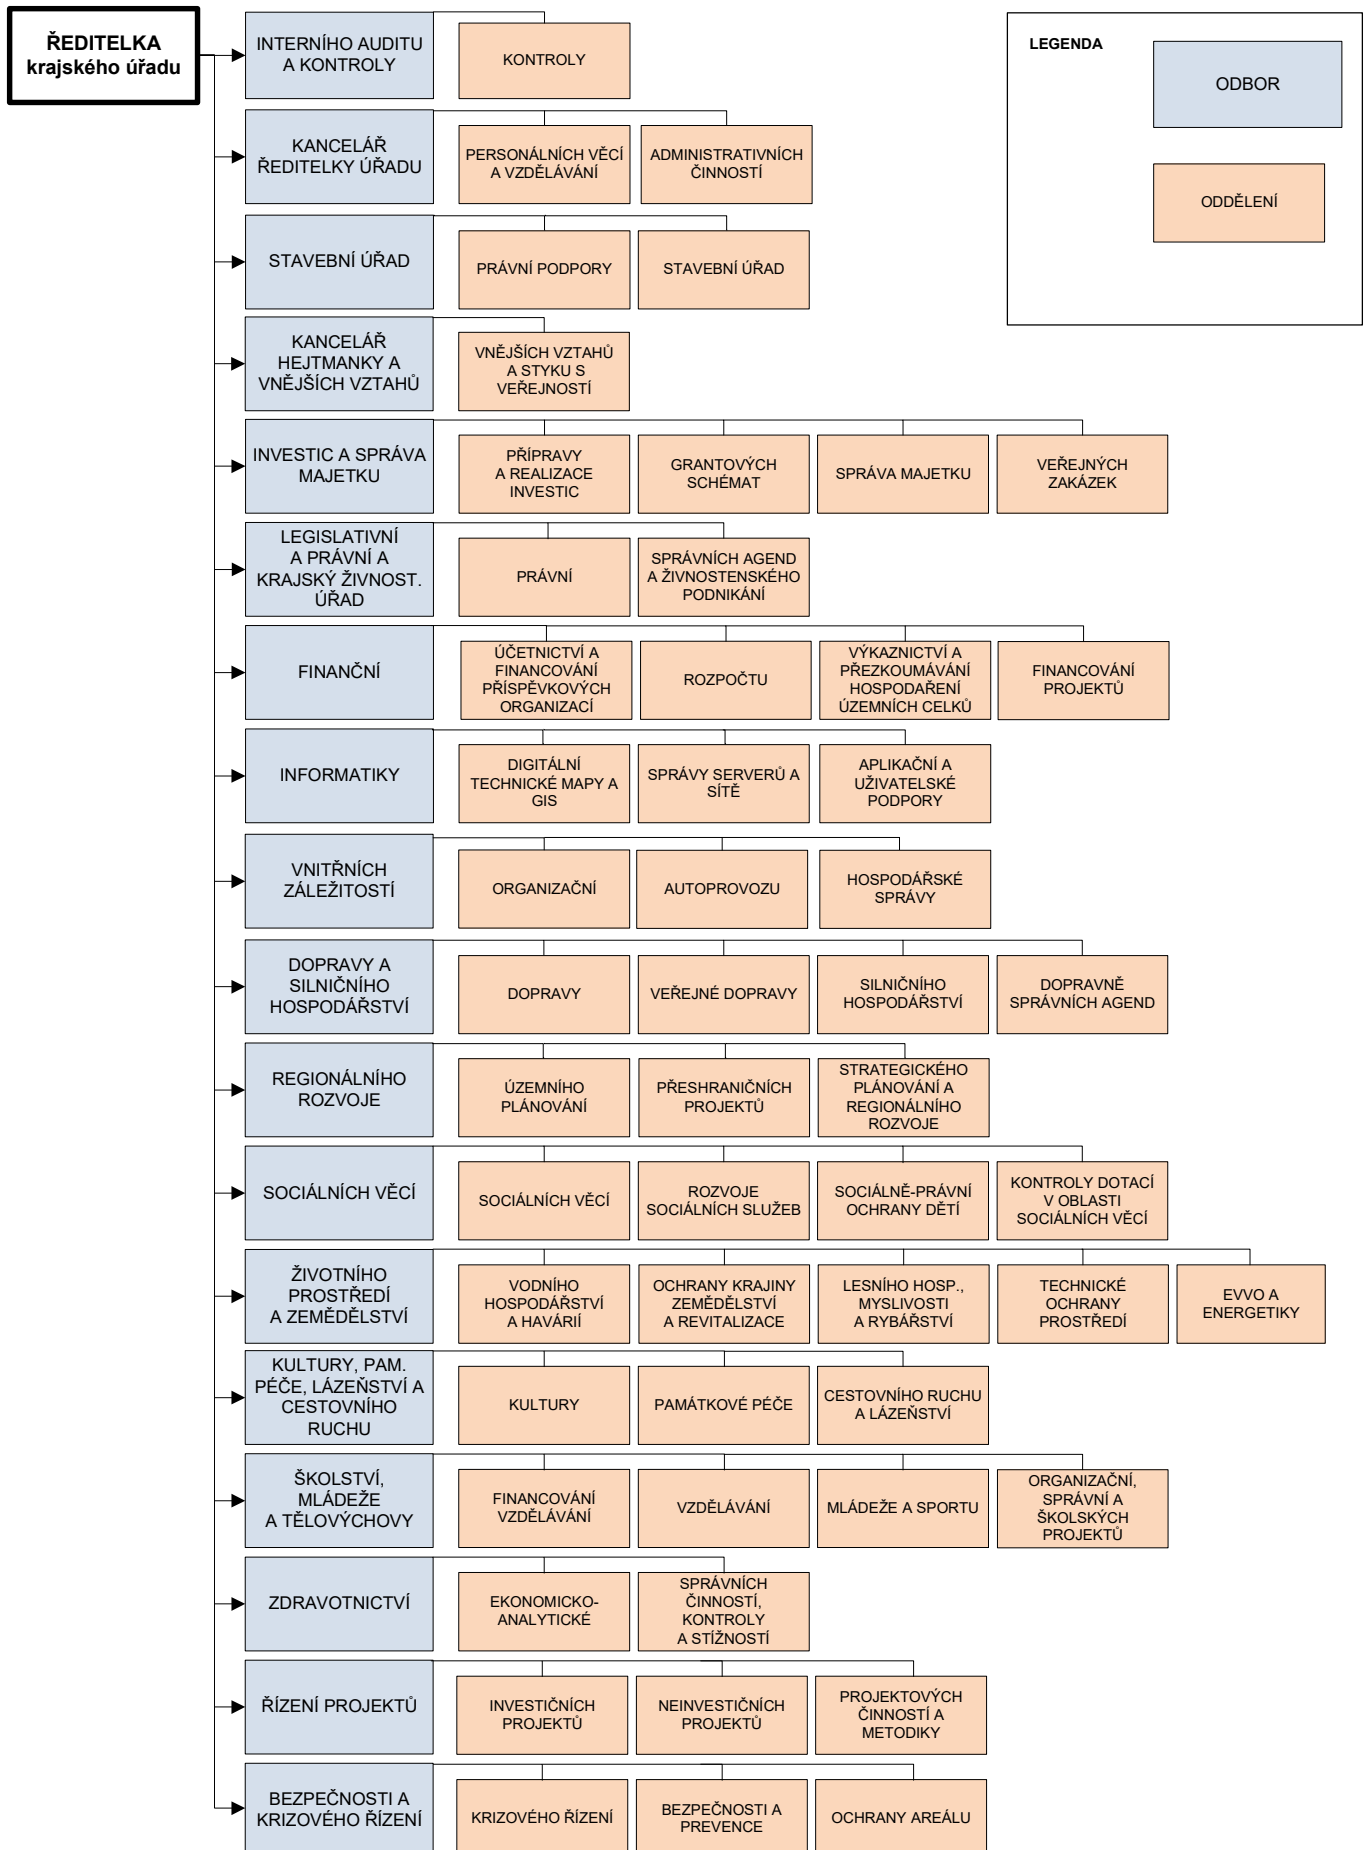 ŘEDITELKA
krajského úřadu
LEGENDA
ODBOR
ODDĚLENÍ
INTERNÍHO AUDITU
A KONTROLY
KONTROLY
KANCELÁŘ
ŘEDITELKY ÚŘADU
PERSONÁLNÍCH VĚCÍ
A VZDĚLÁVÁNÍ
ADMINISTRATIVNÍCH
ČINNOSTÍ
STAVEBNÍ ÚŘAD
PRÁVNÍ PODPORY
STAVEBNÍ ÚŘAD
KANCELÁŘ
HEJTMANKY A
VNĚJŠÍCH VZTAHŮ
VNĚJŠÍCH VZTAHŮ
A STYKU S
VEŘEJNOSTÍ
INVESTIC A SPRÁVA
MAJETKU
PŘÍPRAVY
A REALIZACE
INVESTIC
GRANTOVÝCH
SCHÉMAT
SPRÁVA MAJETKU
VEŘEJNÝCH
ZAKÁZEK
LEGISLATIVNÍ
A PRÁVNÍ A
KRAJSKÝ ŽIVNOST.
ÚŘAD
PRÁVNÍ
SPRÁVNÍCH AGEND
A ŽIVNOSTENSKÉHO
PODNIKÁNÍ
FINANČNÍ
ÚČETNICTVÍ A
FINANCOVÁNÍ
PŘÍSPĚVKOVÝCH
ORGANIZACÍ
ROZPOČTU
VÝKAZNICTVÍ A
PŘEZKOUMÁVÁNÍ
HOSPODAŘENÍ
ÚZEMNÍCH CELKŮ
FINANCOVÁNÍ
PROJEKTŮ
INFORMATIKY
DIGITÁLNÍ
TECHNICKÉ MAPY A
GIS
SPRÁVY SERVERŮ A
SÍTĚ
APLIKAČNÍ A
UŽIVATELSKÉ
PODPORY
VNITŘNÍCH
ZÁLEŽITOSTÍ
ORGANIZAČNÍ
AUTOPROVOZU
HOSPODÁŘSKÉ
SPRÁVY
DOPRAVY A
SILNIČNÍHO
HOSPODÁŘSTVÍ
DOPRAVY
VEŘEJNÉ DOPRAVY
SILNIČNÍHO
HOSPODÁŘSTVÍ
DOPRAVNĚ
SPRÁVNÍCH AGEND
REGIONÁLNÍHO
ROZVOJE
ÚZEMNÍHO
PLÁNOVÁNÍ
PŘESHRANIČNÍCH
PROJEKTŮ
STRATEGICKÉHO
PLÁNOVÁNÍ A
REGIONÁLNÍHO
ROZVOJE
SOCIÁLNÍCH VĚCÍ
SOCIÁLNÍCH VĚCÍ
ROZVOJE
SOCIÁLNÍCH SLUŽEB
SOCIÁLNĚ-PRÁVNÍ
OCHRANY DĚTÍ
KONTROLY DOTACÍ
V OBLASTI
SOCIÁLNÍCH VĚCÍ
ŽIVOTNÍHO
PROSTŘEDÍ
A ZEMĚDĚLSTVÍ
VODNÍHO
HOSPODÁŘSTVÍ
A HAVÁRIÍ
OCHRANY KRAJINY
ZEMĚDĚLSTVÍ
A REVITALIZACE
LESNÍHO HOSP.,
MYSLIVOSTI
A RYBÁŘSTVÍ
TECHNICKÉ
OCHRANY
PROSTŘEDÍ
EVVO A
ENERGETIKY
KULTURY, PAM.
PÉČE, LÁZEŇSTVÍ A
CESTOVNÍHO
RUCHU
KULTURY
PAMÁTKOVÉ PÉČE
CESTOVNÍHO RUCHU
A LÁZEŇSTVÍ
ŠKOLSTVÍ,
MLÁDEŽE
A TĚLOVÝCHOVY
FINANCOVÁNÍ
VZDĚLÁVÁNÍ
VZDĚLÁVÁNÍ
MLÁDEŽE A SPORTU
ORGANIZAČNÍ,
SPRÁVNÍ A
ŠKOLSKÝCH
PROJEKTŮ
ZDRAVOTNICTVÍ
EKONOMICKO-
ANALYTICKÉ
SPRÁVNÍCH
ČINNOSTÍ,
KONTROLY
A STÍŽNOSTÍ
ŘÍZENÍ PROJEKTŮ
INVESTIČNÍCH
PROJEKTŮ
NEINVESTIČNÍCH
PROJEKTŮ
PROJEKTOVÝCH
ČINNOSTÍ A
METODIKY
BEZPEČNOSTI A
KRIZOVÉHO ŘÍZENÍ
KRIZOVÉHO ŘÍZENÍ
BEZPEČNOSTI A
PREVENCE
OCHRANY AREÁLU